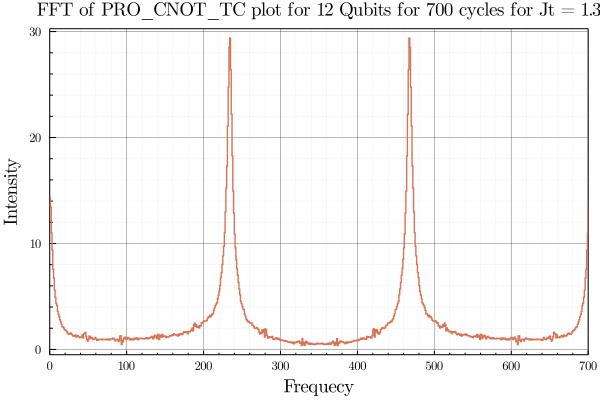 FFT of PRO_CNOT_TC plot for 12 Qubits for 700 cycles for Jt = 1.3
30
20
10
0
Intensity
0 100 200 300 400 500 600 700
Frequecy